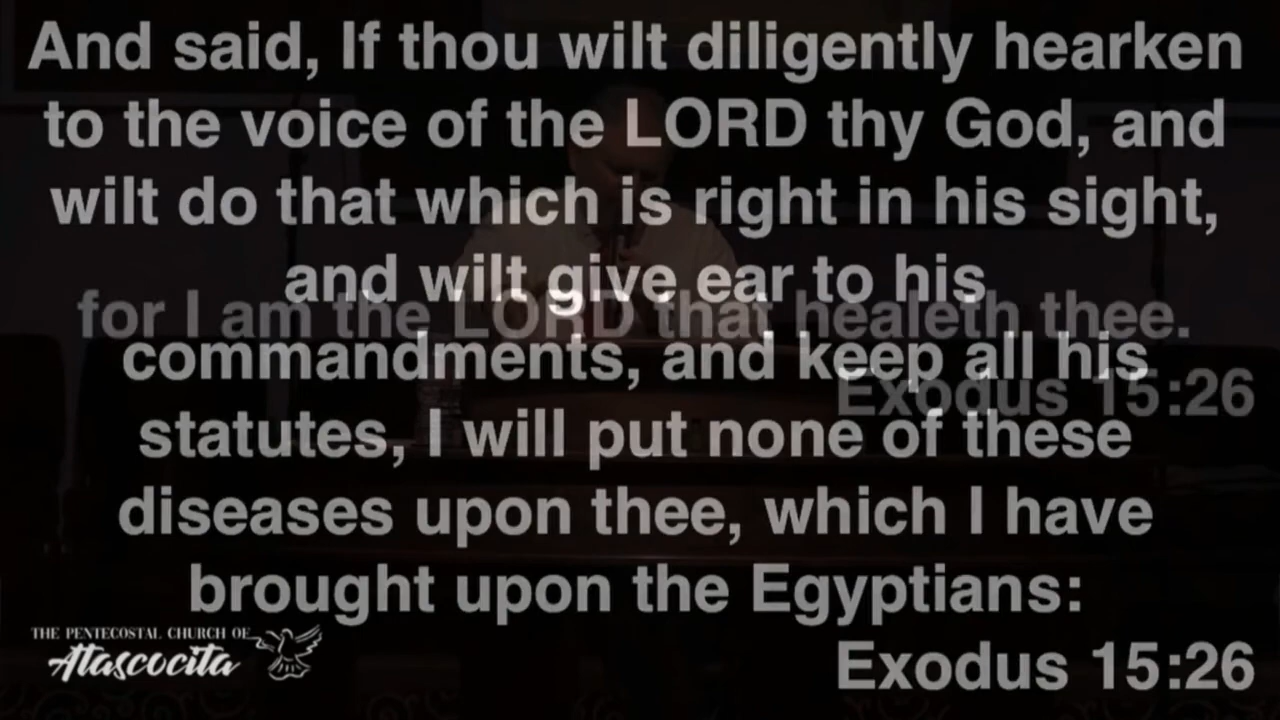 And said, If thou wilt diligently hearken
to the voice of the LORD thy God, and
wilt do that which is right in his sight,
and wilt give ear to his
for I am the LORD that healeth thee.
commandments, and keep all his
Exodus 15:26
statutes, I will put none of these
diseases upon thee, which I have
brought upon the Egyptians:
THE PENTECOSTAL CHURCH OF
Atascocita
Exodus 15:26